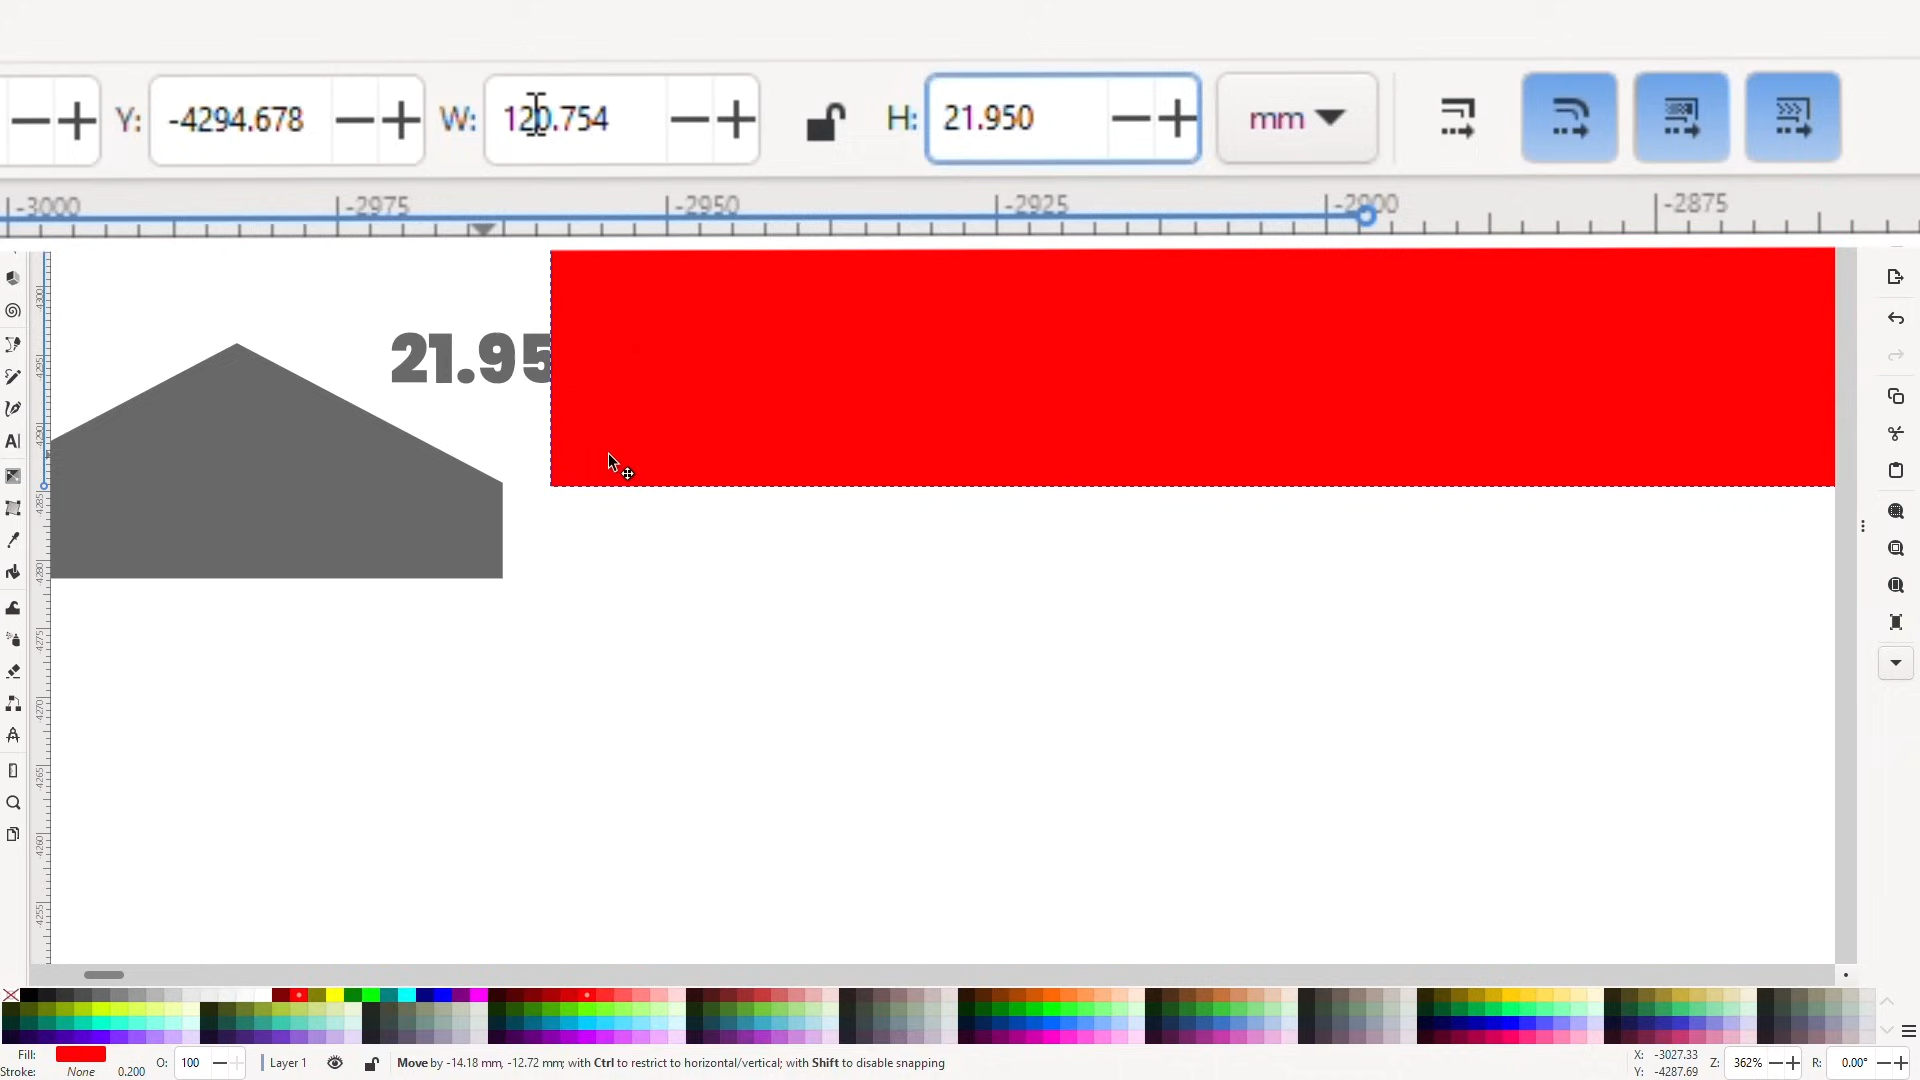 Y: -4294.678 W: 120.754 H: 21.950 mm
-3000 -2975 -2950 -2925 -2900 -2875
21.95
Fill: O: 100 Layer 1 Move by -14.18 mm, -12.72 mm; with Ctrl to restrict to horizontal/vertical; with Shift to disable snapping X: -3027.33 Z: 362% R: 0.00°
Stroke: None 0.200 Y: -4287.69